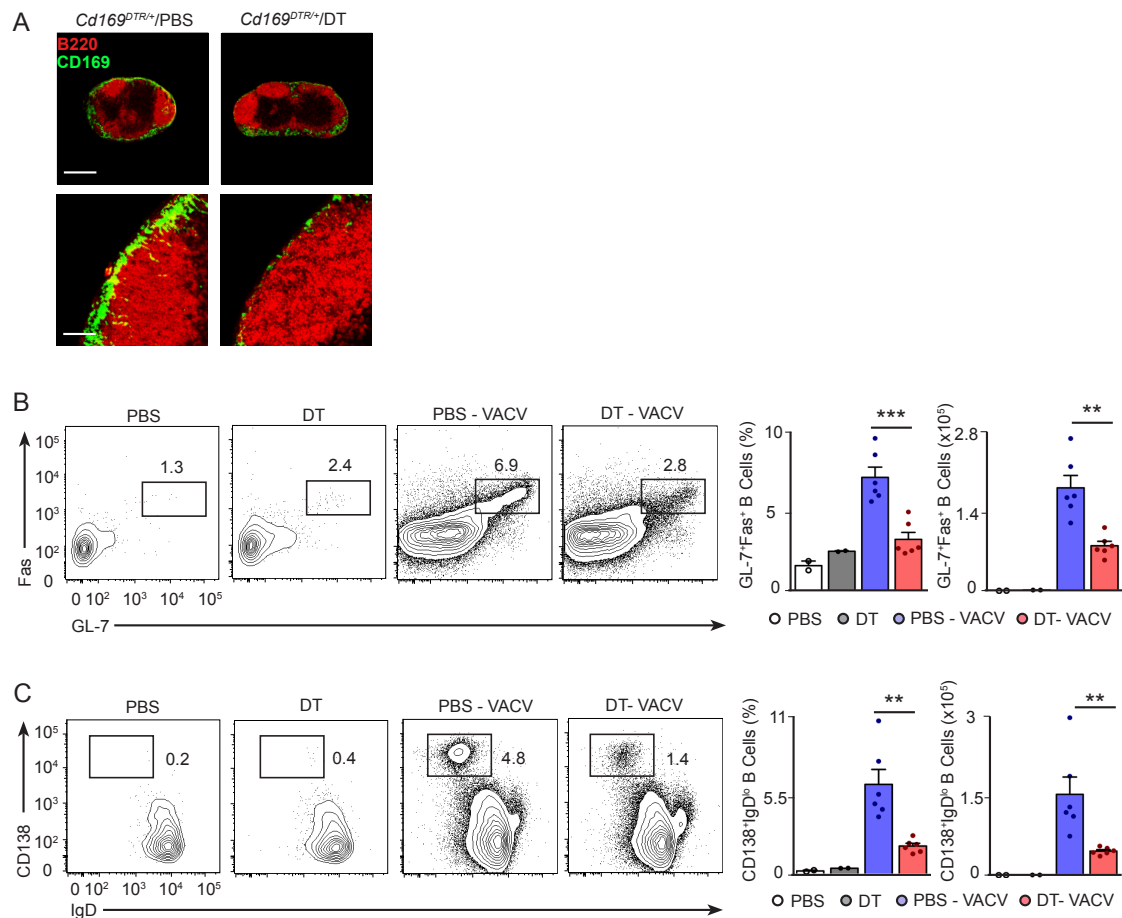 A
Cd169DTR/+/PBS
Cd169DTR/+/DT
B220
CD169
B
PBS
DT
PBS - VACV
DT - VACV
1.3
2.4
6.9
2.8
10⁵
10⁴
10³
10²
0
Fas
0 10² 10³ 10⁴ 10⁵
0 10² 10³ 10⁴ 10⁵
GL-7
GL-7⁺Fas⁺ B Cells (%)
10
5
0
***
GL-7⁺Fas⁺ B Cells (x10⁵)
2.8
1.4
0
**
PBS DT PBS - VACV DT- VACV
C
PBS
DT
PBS - VACV
DT- VACV
0.2
0.4
4.8
1.4
10⁵
10⁴
10³
10²
0
CD138
0 10² 10³ 10⁴ 10⁵
IgD
CD138⁺IgDˡᵒ B Cells (%)
11
5.5
0
**
CD138⁺IgDˡᵒ B Cells (x10⁵)
3
1.5
0
**
PBS DT PBS - VACV DT- VACV